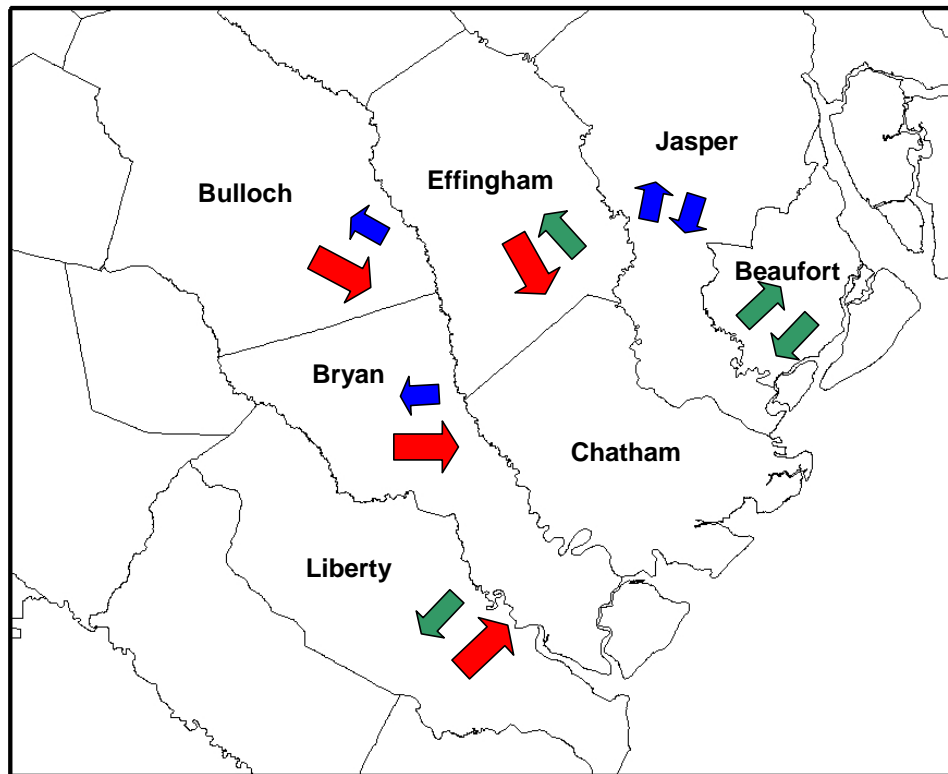 Jasper
Effingham
Bulloch
Beaufort
Bryan
Chatham
Liberty